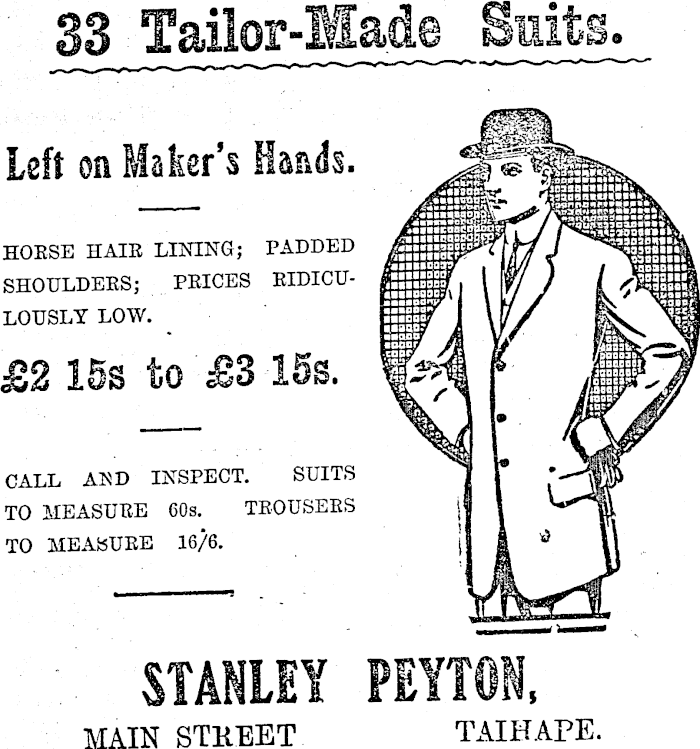 33 Tailor-Made Suits.
Left on Maker's Hands.
HORSE HAIR LINING; PADDED
SHOULDERS; PRICES RIDICU-
LOUSLY LOW.
£2 15s to £3 15s.
CALL AND INSPECT. SUITS
TO MEASURE 60s. TROUSERS
TO MEASURE 16/6.
STANLEY PEYTON,
MAIN STREET TAIHAPE.